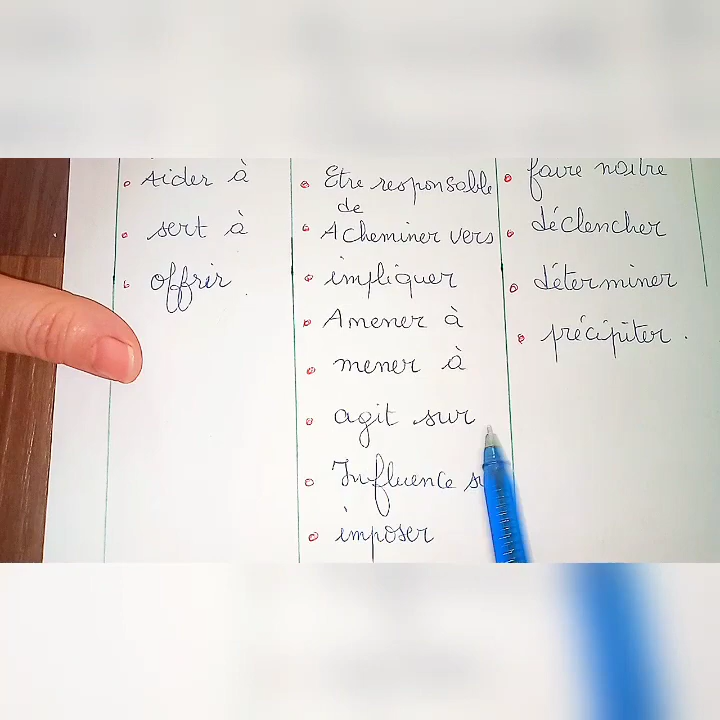 Aider à
sert à
offrir
Etre responsable
de
Acheminer vers
impliquer
Amener à
mener à
agit sur
Influence
imposer
faire naître
déclencher
déterminer
précipiter.